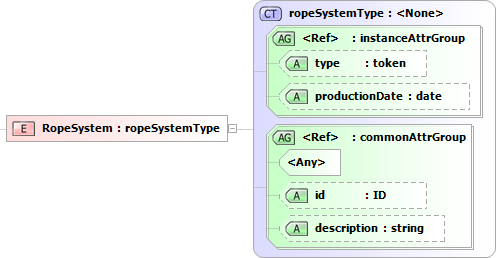 CT ropeSystemType : <None>
AG <Ref> : instanceAttrGroup
A type : token
A productionDate : date
E RopeSystem : ropeSystemType
AG <Ref> : commonAttrGroup
<Any>
A id : ID
A description : string